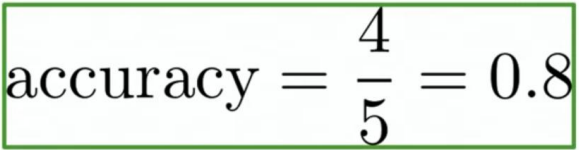 accuracy = 4/5 = 0.8